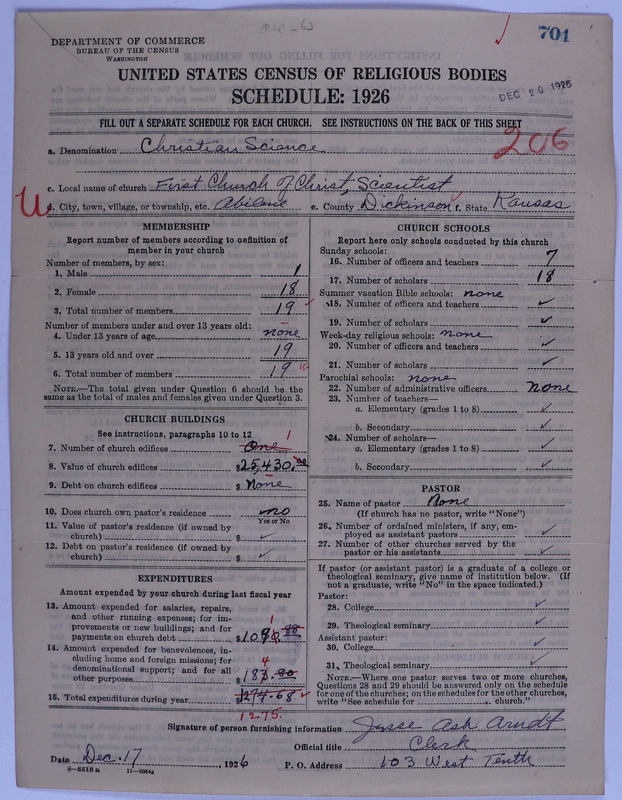 701
DEPARTMENT OF COMMERCE
BUREAU OF THE CENSUS
WASHINGTON
UNITED STATES CENSUS OF RELIGIOUS BODIES
SCHEDULE: 1926
DEC 20 1926
FILL OUT A SEPARATE SCHEDULE FOR EACH CHURCH. SEE INSTRUCTIONS ON THE BACK OF THIS SHEET
206
a. Denomination Christian Science
c. Local name of church First Church of Christ, Scientist
U
d. City, town, village, or township, etc. Abilene e. County Dickinson f. State Kansas
MEMBERSHIP
Report number of members according to definition of
member in your church
Number of members, by sex:
1. Male 1
2. Female 18
3. Total number of members 19
Number of members under and over 13 years old:
4. Under 13 years of age none
5. 13 years old and over 19
6. Total number of members 19
NOTE.—The total given under Question 6 should be the
same as the total of males and females given under Question 3.
CHURCH BUILDINGS
See instructions, paragraphs 10 to 12
7. Number of church edifices One 1
8. Value of church edifices $25,430.00
9. Debt on church edifices $ None
10. Does church own pastor's residence no
Yes or No
11. Value of pastor's residence (if owned by
church) $ ✓
12. Debt on pastor's residence (if owned by
church) $ ✓
EXPENDITURES
Amount expended by your church during last fiscal year
13. Amount expended for salaries, repairs,
and other running expenses; for im-
provements or new buildings; and for
payments on church debt $
14. Amount expended for benevolences, in-
cluding home and foreign missions; for
denominational support; and for all
other purposes $
15. Total expenditures during year $1274.68
1275.
CHURCH SCHOOLS
Report here only schools conducted by this church
Sunday schools:
16. Number of officers and teachers 7
17. Number of scholars 18
Summer vacation Bible schools: none
18. Number of officers and teachers ✓
19. Number of scholars ✓
Week-day religious schools: none
20. Number of officers and teachers ✓
21. Number of scholars ✓
Parochial schools: none
22. Number of administrative officers none
23. Number of teachers—
a. Elementary (grades 1 to 8) ✓
b. Secondary ✓
24. Number of scholars—
a. Elementary (grades 1 to 8) ✓
b. Secondary ✓
PASTOR
25. Name of pastor None
(If church has no pastor, write "None")
26. Number of ordained ministers, if any, em-
ployed as assistant pastors ✓
27. Number of other churches served by the
pastor or his assistants ✓
If pastor (or assistant pastor) is a graduate of a college or
theological seminary, give name of institution below. (If
not a graduate, write "No" in the space indicated.)
Pastor:
28. College ✓
29. Theological seminary ✓
Assistant pastor:
30. College ✓
31. Theological seminary ✓
NOTE.—Where one pastor serves two or more churches,
Questions 28 and 29 should be answered only on the schedule
for one of the churches; on the schedules for the other churches,
write "See schedule for church."
Signature of person furnishing information Jesse Ash Arndt
Official title Clerk
Date Dec. 17, 1926 P. O. Address 103 West Tenth
8—5518 a 11—9054a